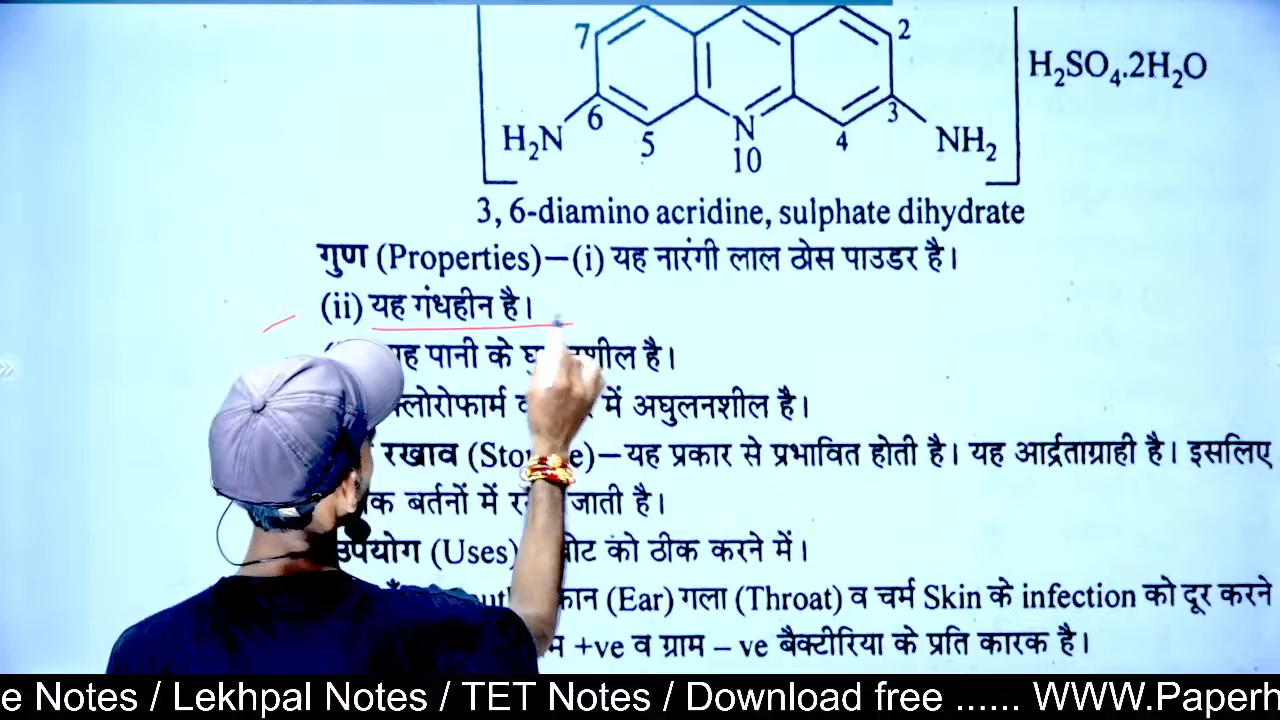 7 2
H₂SO₄.2H₂O
H₂N 6 5 N 4 3 NH₂
10
3, 6-diamino acridine, sulphate dihydrate
गुण (Properties)–(i) यह नारंगी लाल ठोस पाउडर है।
(ii) यह गंधहीन है।
पानी के शील है।
में अघुलनशील है।
रखाव –यह प्रकार से प्रभावित होती है। यह आर्द्रताग्राही है। इसलिए
बर्तनों में जाती है।
उपयोग (Uses) को ठीक करने में।
कान (Ear) गला (Throat) व चर्म Skin के infection को दूर करने
+ve व ग्राम – ve बैक्टीरिया के प्रति कारक है।
e Notes / Lekhpal Notes / TET Notes / Download free ...... WWW.Paperh